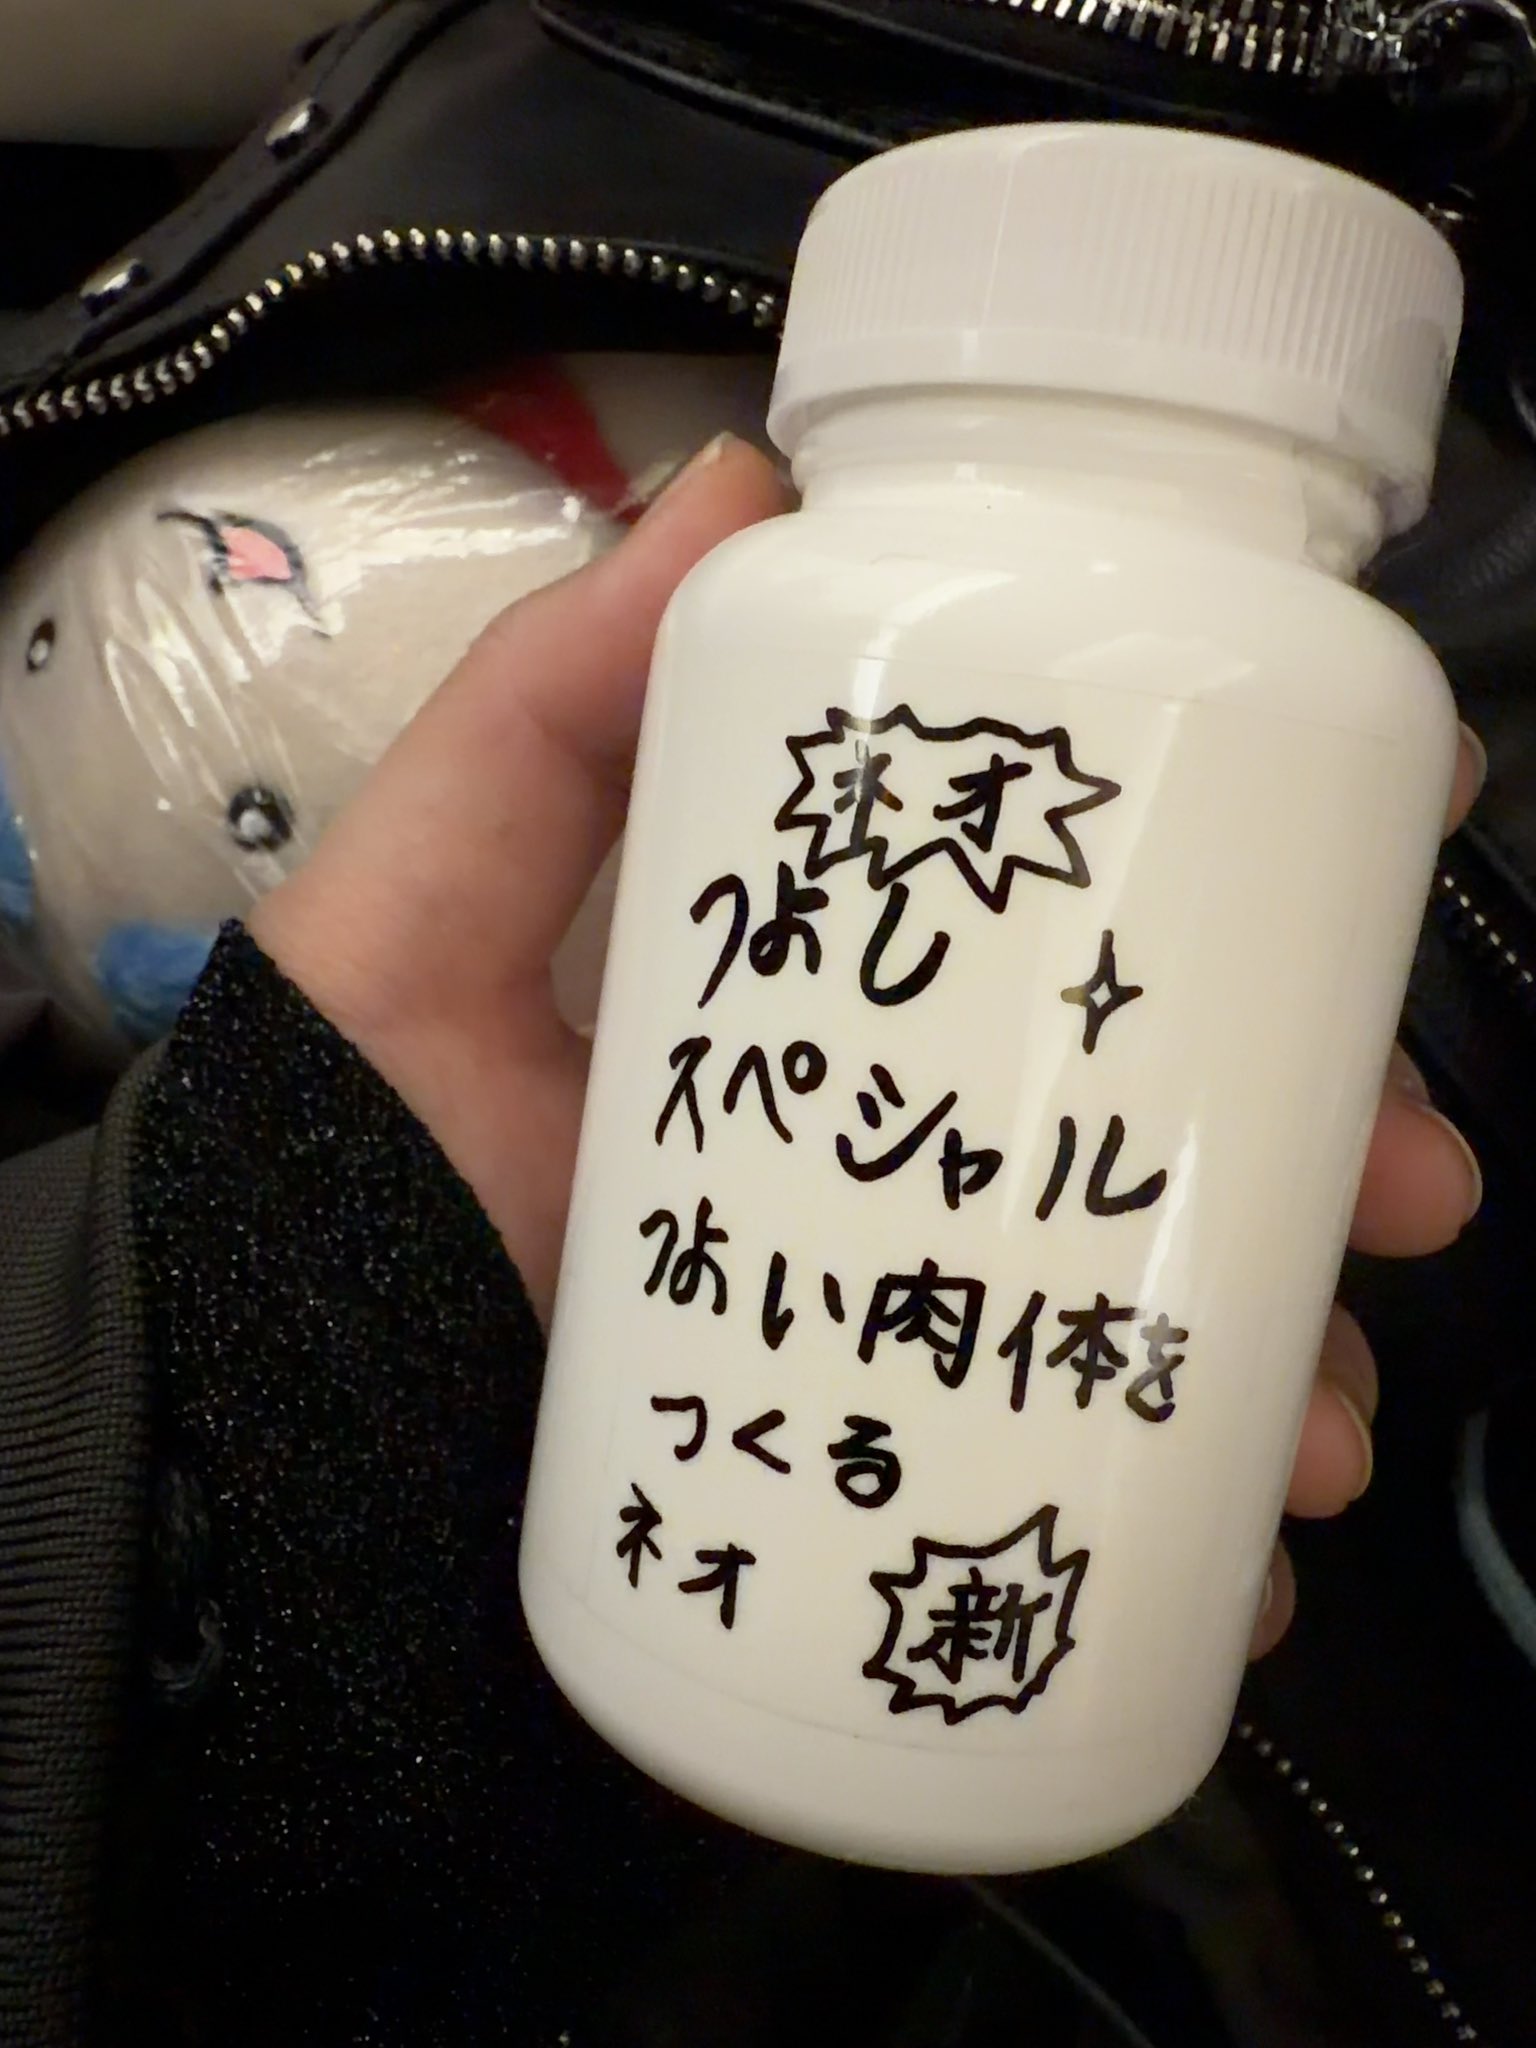 ネオ
つよし
スペシャル
つよい肉体を
つくる
ネオ
新